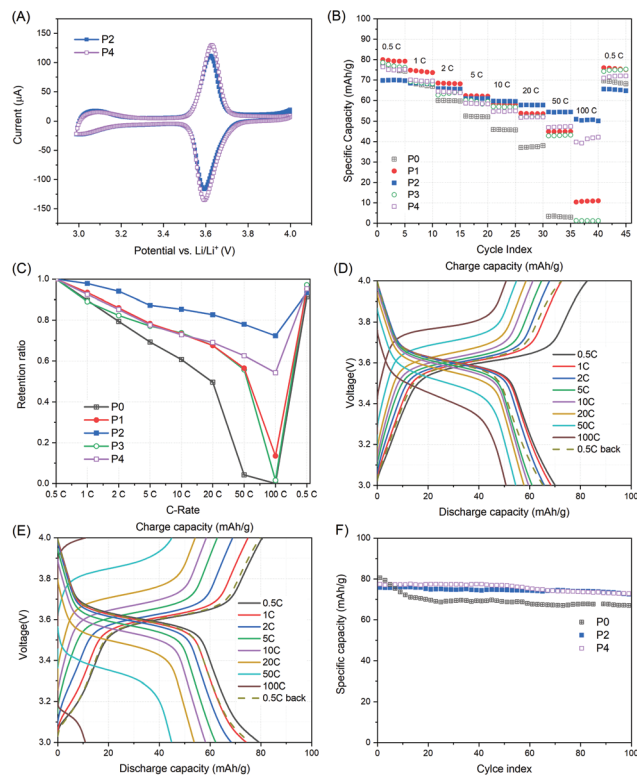 (A)
P2
P4
Current (µA)
150
100
50
0
-50
-100
-150
3.0
3.2
3.4
3.6
3.8
4.0
Potential vs. Li/Li⁺ (V)
(B)
Specific Capacity (mAh/g)
100
90
80
70
60
50
40
30
20
10
0
0.5 C
1 C
2 C
5 C
10 C
20 C
50 C
100 C
0.5 C
P0
P1
P2
P3
P4
0 5 10 15 20 25 30 35 40 45
Cycle Index
(C)
Retention ratio
1.0
0.8
0.6
0.4
0.2
0.0
P0
P1
P2
P3
P4
0.5 C 1 C 2 C 5 C 10 C 20 C 50 C 100 C 0.5 C
C-Rate
(D)
Charge capacity (mAh/g)
Voltage(V)
4.0
3.8
3.6
3.4
3.2
3.0
0.5C
1C
2C
5C
10C
20C
50C
100C
0.5C back
0 20 40 60 80 100
Discharge capacity (mAh/g)
(E)
Charge capacity (mAh/g)
Voltage(V)
4.0
3.8
3.6
3.4
3.2
3.0
0.5C
1C
2C
5C
10C
20C
50C
100C
0.5C back
0 20 40 60 80 100
Discharge capacity (mAh/g)
(F)
Specific capacity (mAh/g)
100
80
60
40
20
0
P0
P2
P4
0 20 40 60 80 100
Cylce index